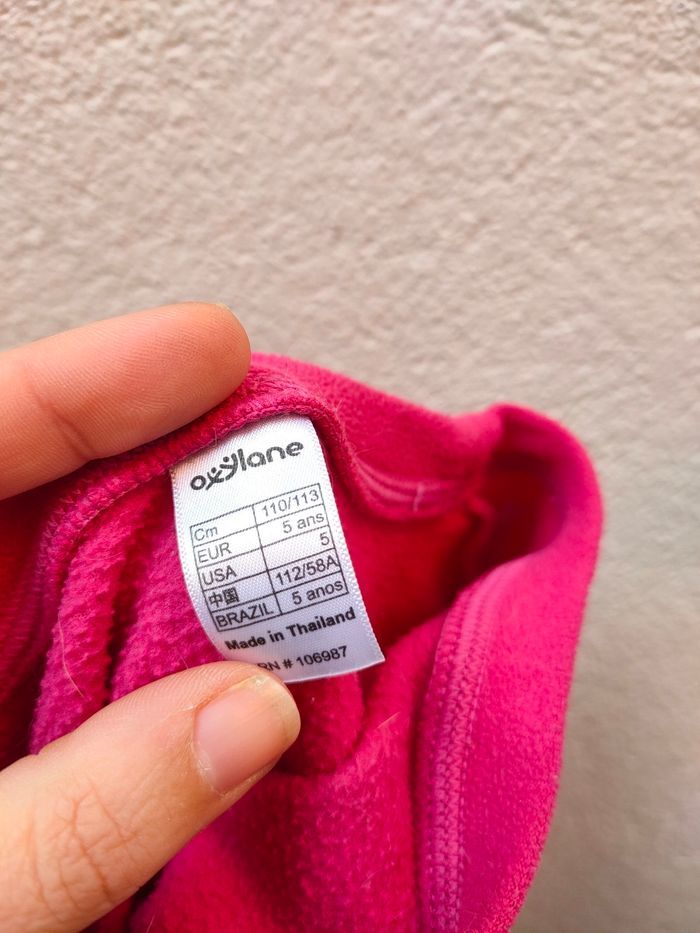 oxylane
Cm 110/113
EUR 5 ans
USA 5
中国 112/58A
BRAZIL 5 anos
Made in Thailand
RN # 106987